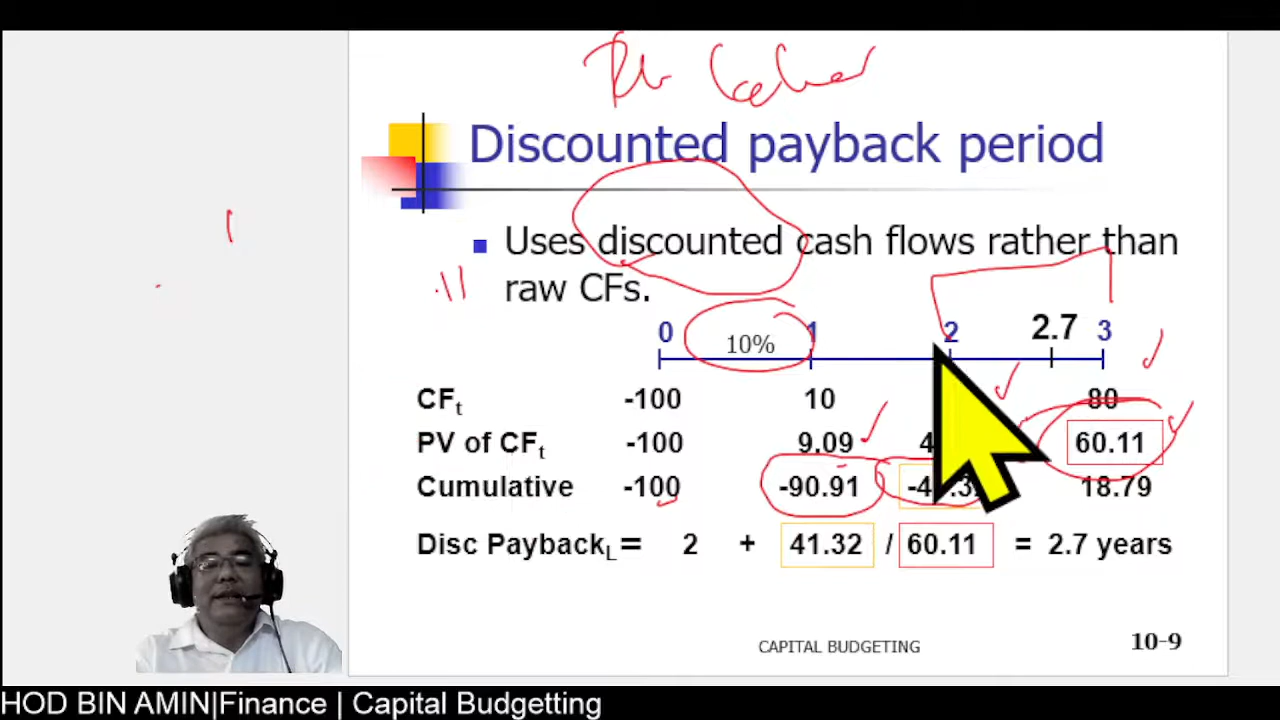 Discounted payback period
Uses discounted cash flows rather than
raw CFs.
0 10% 1 2 2.7 3
CFt -100 10 80
PV of CFt -100 9.09 60.11
Cumulative -100 -90.91 18.79
Disc PaybackL = 2 + 41.32 / 60.11 = 2.7 years
CAPITAL BUDGETING 10-9
HOD BIN AMIN|Finance | Capital Budgetting